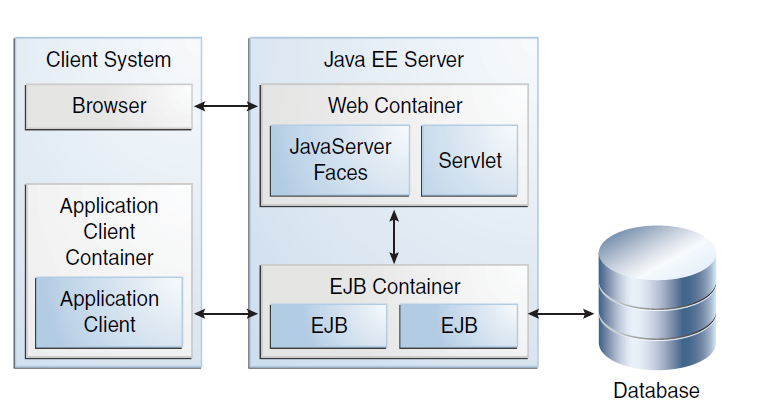 Client System
Browser
Application
Client
Container
Application
Client
Java EE Server
Web Container
JavaServer
Faces
Servlet
EJB Container
EJB
EJB
Database